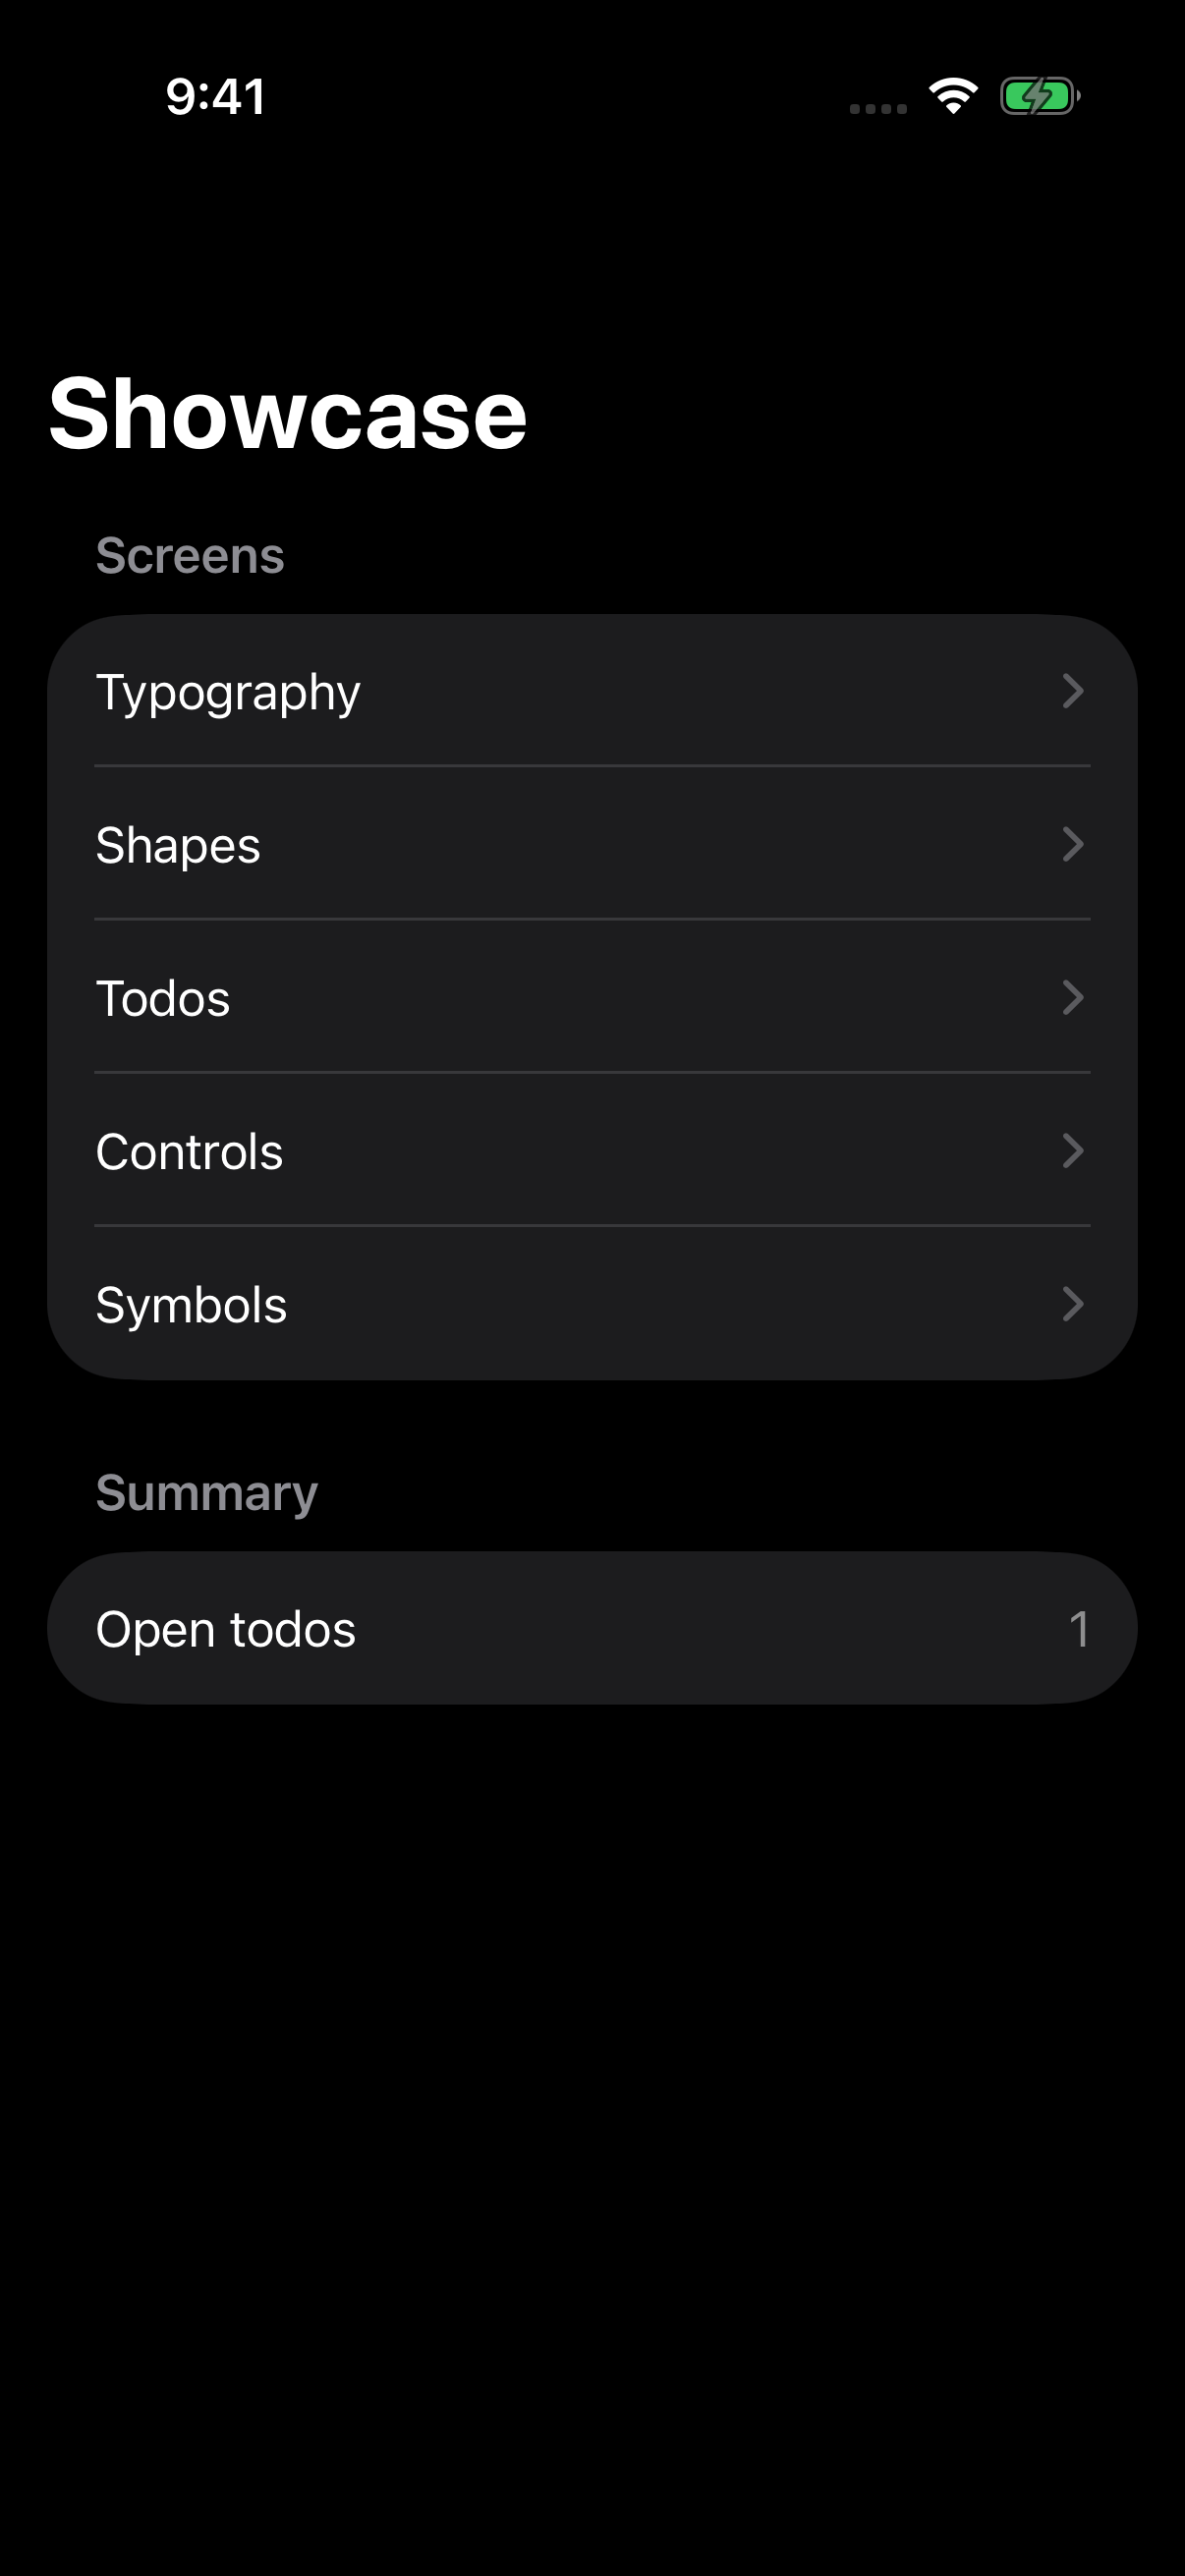 9:41
Showcase
Screens
Typography
Shapes
Todos
Controls
Symbols
Summary
Open todos 1